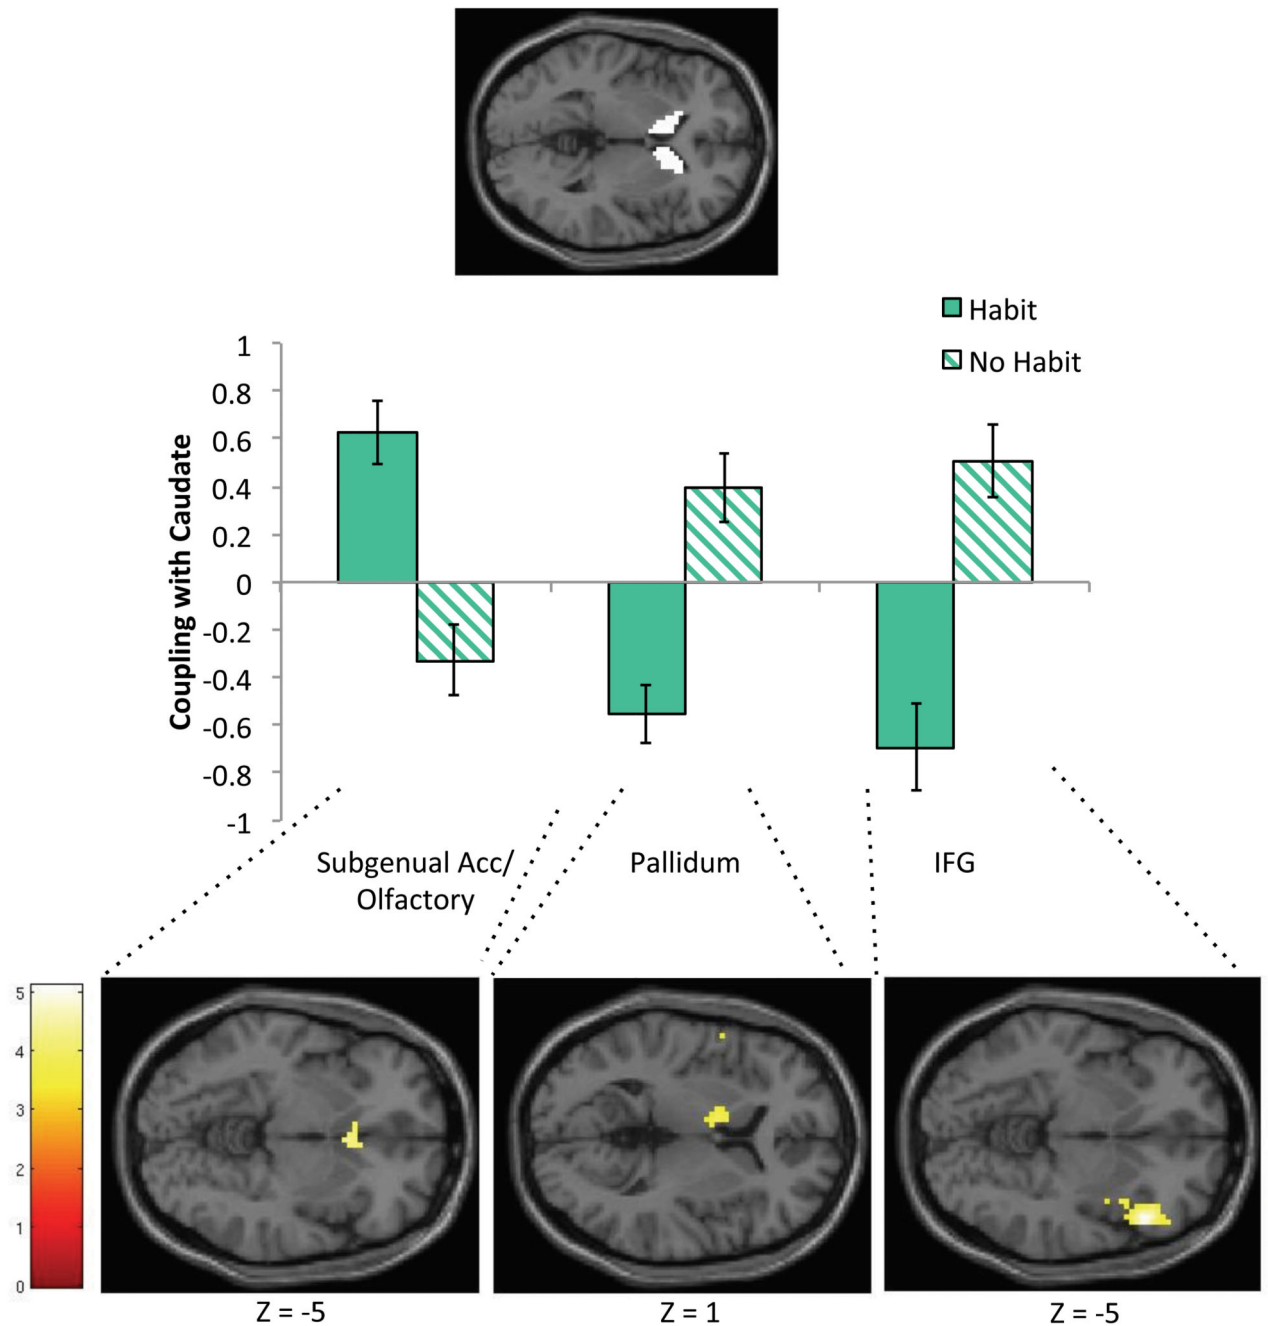 Habit
No Habit
Coupling with Caudate
1
0.8
0.6
0.4
0.2
0
-0.2
-0.4
-0.6
-0.8
-1
Subgenual Acc/
Olfactory
Pallidum
IFG
5
4
3
2
1
0
Z = -5
Z = 1
Z = -5